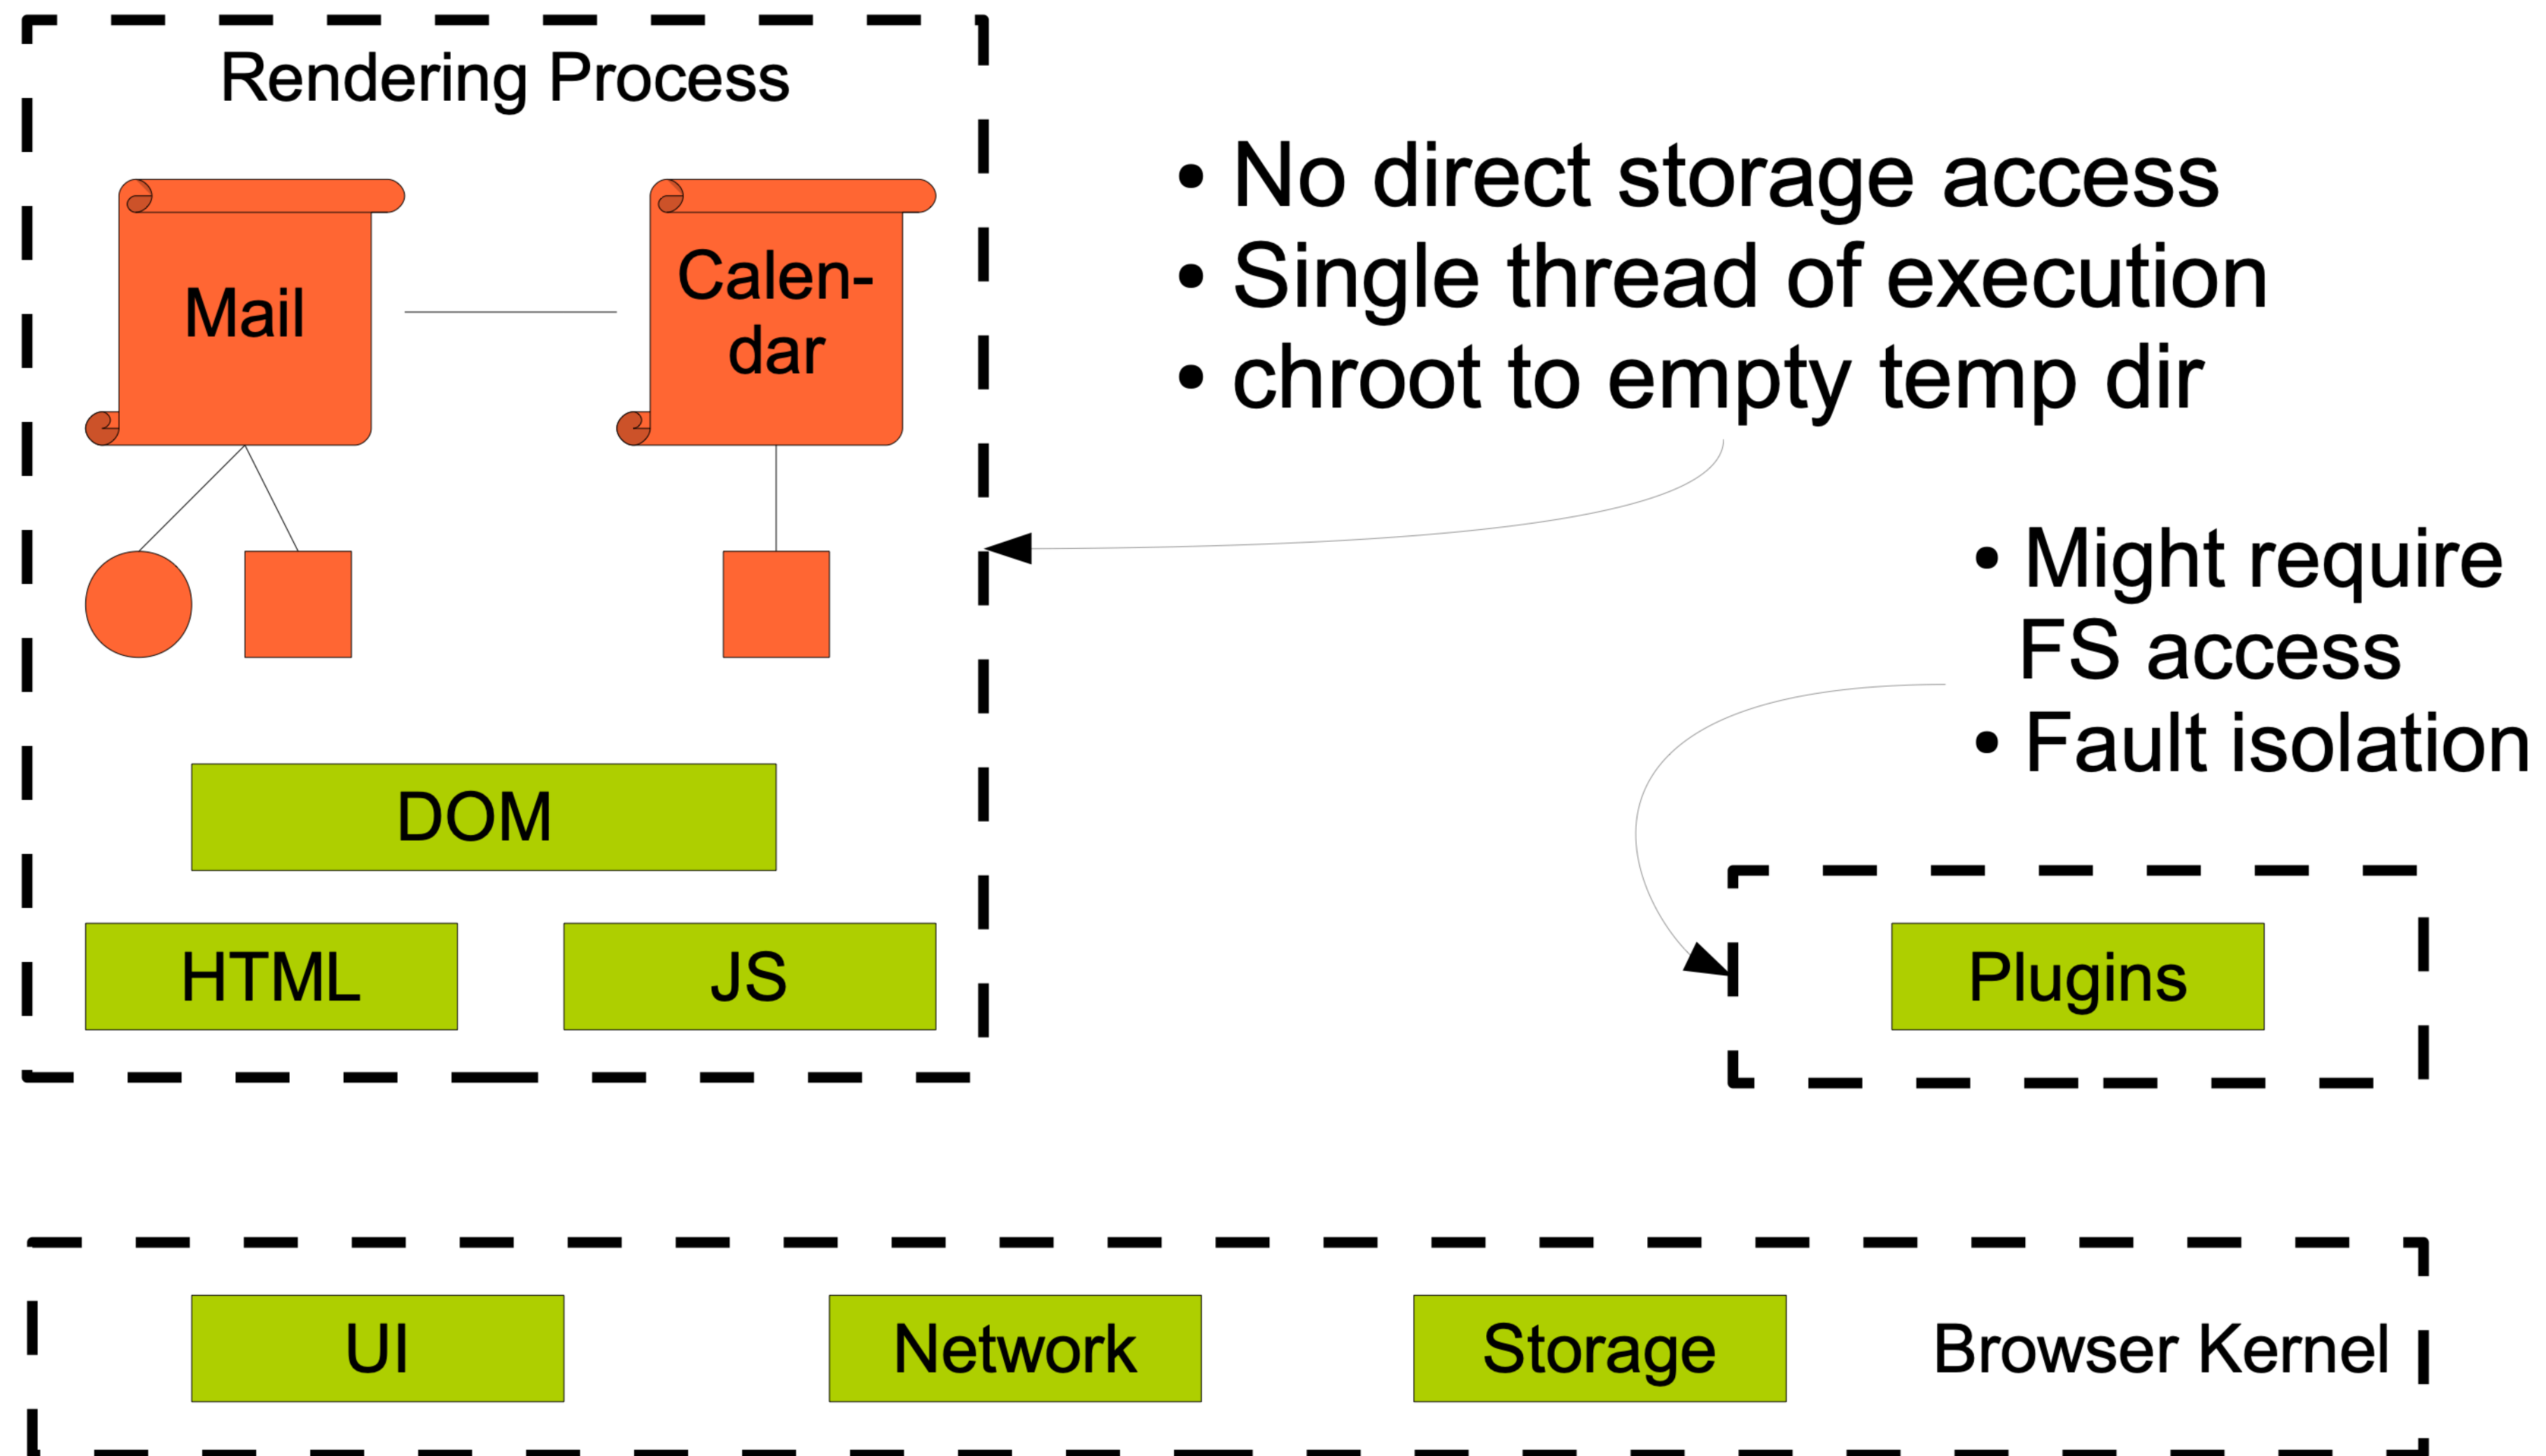 Rendering Process
Mail
Calen-
dar
• No direct storage access
• Single thread of execution
• chroot to empty temp dir
• Might require
FS access
• Fault isolation
DOM
HTML
JS
Plugins
UI
Network
Storage
Browser Kernel